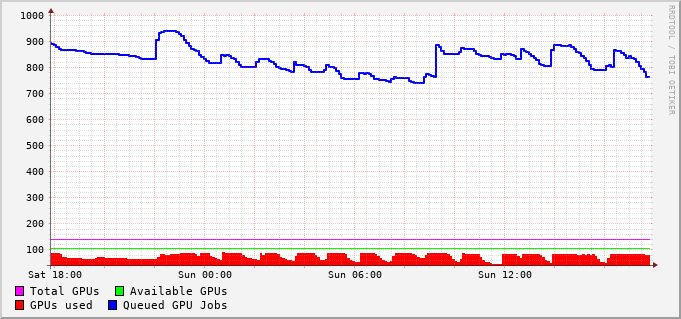 1000
900
800
700
600
500
400
300
200
100
Sat 18:00 Sun 00:00 Sun 06:00 Sun 12:00
Total GPUs Available GPUs
GPUs used Queued GPU Jobs
RRDTOOL / TOBI OETIKER